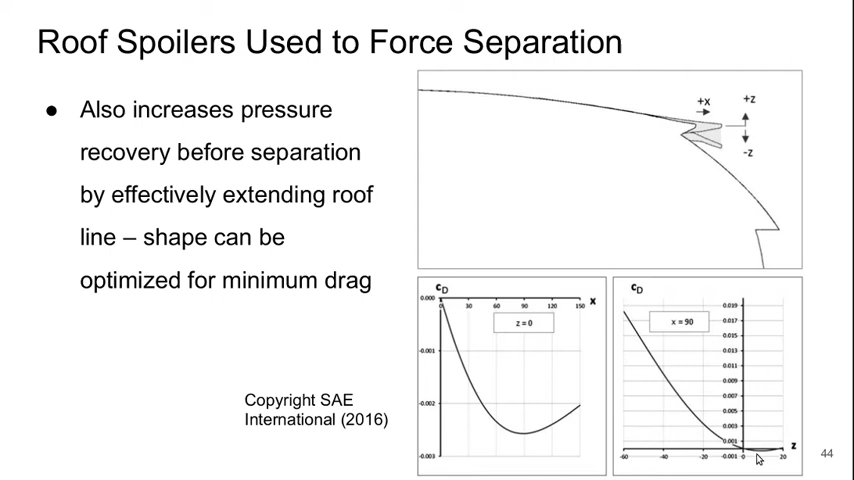 Roof Spoilers Used to Force Separation
● Also increases pressure
recovery before separation
by effectively extending roof
line – shape can be
optimized for minimum drag
Copyright SAE
International (2016)
+x
+z
-z
cD
0.000
0 30 60 90 120 150 x
z = 0
-0.001
-0.002
-0.003
cD
x = 90
0.019
0.017
0.015
0.013
0.011
0.009
0.007
0.005
0.003
0.001
-0.001
-60 -40 -20 0 20 z
44